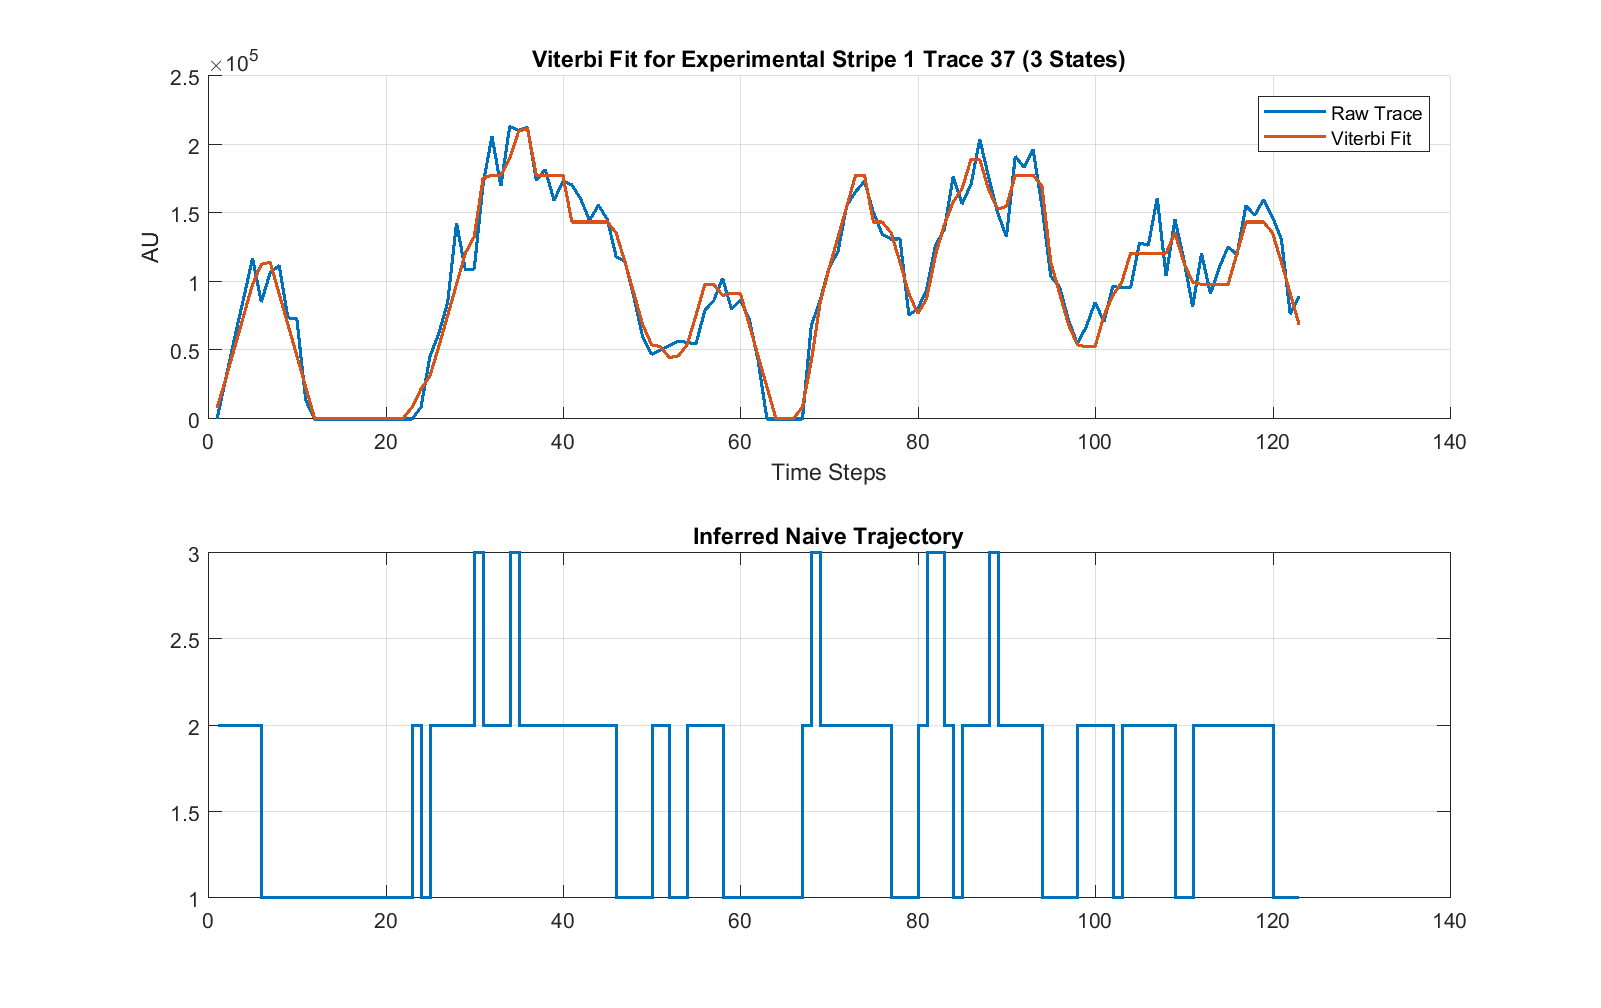 Viterbi Fit for Experimental Stripe 1 Trace 37 (3 States)
×10⁵
2.5
2
1.5
1
0.5
0
AU
Raw Trace
Viterbi Fit
0 20 40 60 80 100 120 140
Time Steps
Inferred Naive Trajectory
3
2.5
2
1.5
1
0 20 40 60 80 100 120 140